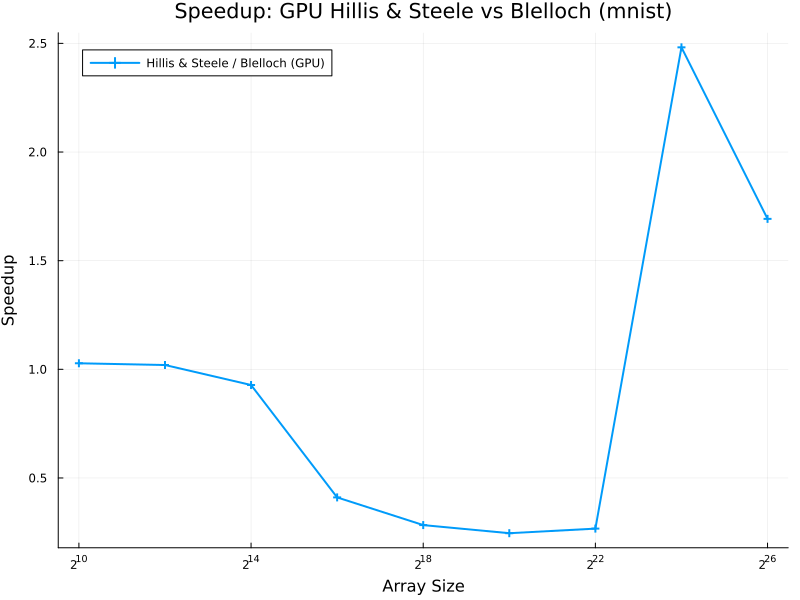 Speedup: GPU Hillis & Steele vs Blelloch (mnist)
Hillis & Steele / Blelloch (GPU)
2.5
2.0
1.5
1.0
0.5
Speedup
2^10 2^14 2^18 2^22 2^26
Array Size